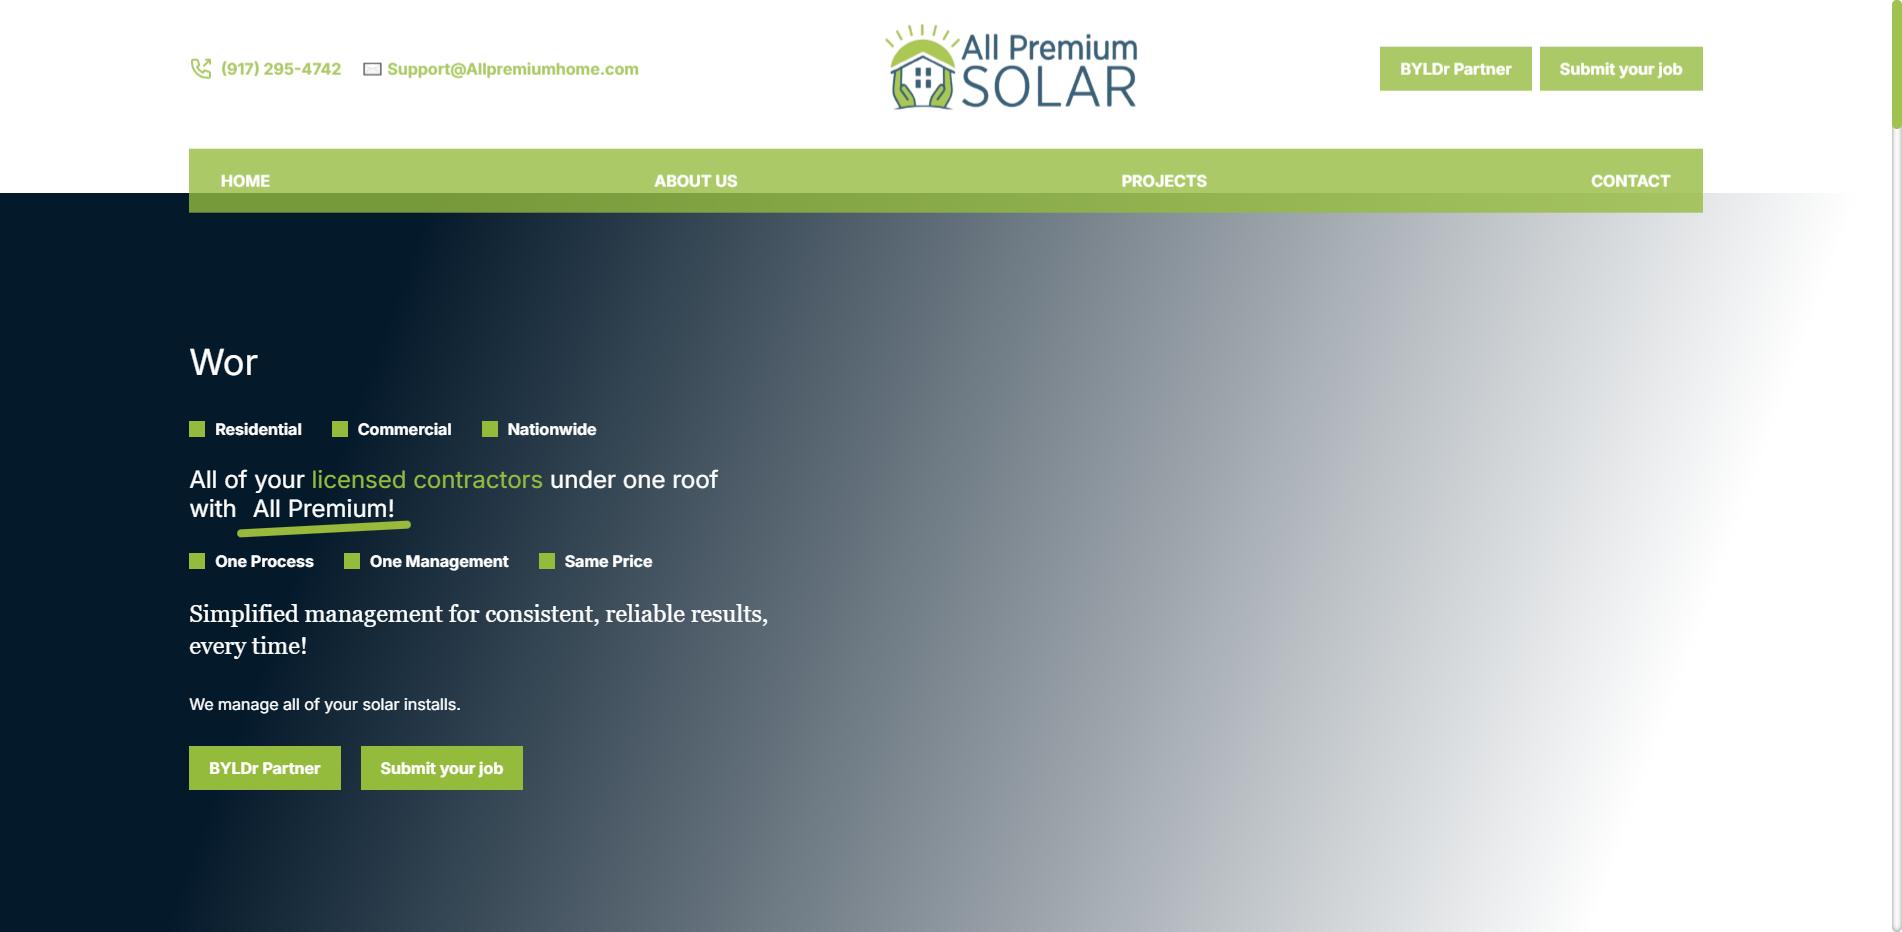 (917) 295-4742
Support@Allpremiumhome.com
All Premium
SOLAR
BYLDr Partner
Submit your job
HOME
ABOUT US
PROJECTS
CONTACT
Wor
Residential
Commercial
Nationwide
All of your licensed contractors under one roof
with All Premium!
One Process
One Management
Same Price
Simplified management for consistent, reliable results,
every time!
We manage all of your solar installs.
BYLDr Partner
Submit your job